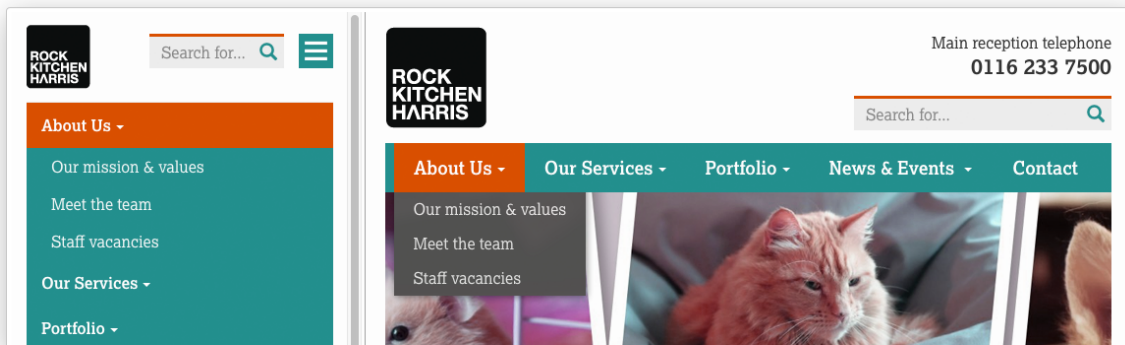 ROCK
KITCHEN
HARRIS
Search for...
About Us
Our mission & values
Meet the team
Staff vacancies
Our Services
Portfolio
ROCK
KITCHEN
HARRIS
Main reception telephone
0116 233 7500
Search for...
About Us Our Services Portfolio News & Events Contact
Our mission & values
Meet the team
Staff vacancies